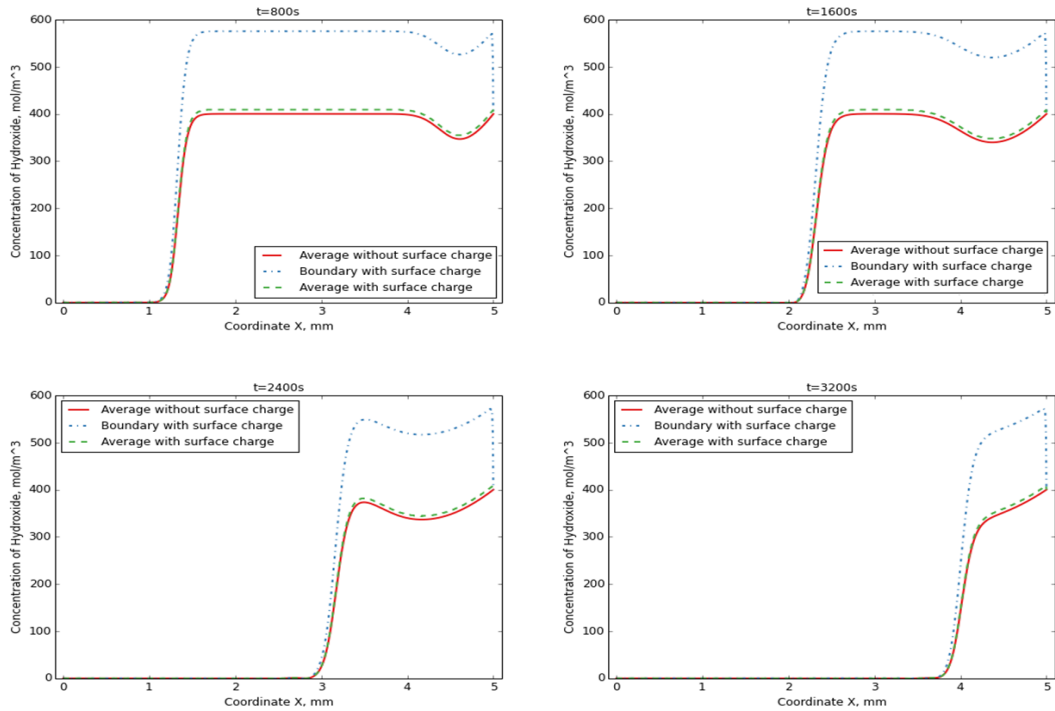 t=800s
Concentration of Hydroxide, mol/m^3
600
500
400
300
200
100
0
Average without surface charge
Boundary with surface charge
Average with surface charge
0 1 2 3 4 5
Coordinate X, mm
t=1600s
Concentration of Hydroxide, mol/m^3
600
500
400
300
200
100
0
Average without surface charge
Boundary with surface charge
Average with surface charge
0 1 2 3 4 5
Coordinate X, mm
t=2400s
Concentration of Hydroxide, mol/m^3
600
500
400
300
200
100
0
Average without surface charge
Boundary with surface charge
Average with surface charge
0 1 2 3 4 5
Coordinate X, mm
t=3200s
Concentration of Hydroxide, mol/m^3
600
500
400
300
200
100
0
Average without surface charge
Boundary with surface charge
Average with surface charge
0 1 2 3 4 5
Coordinate X, mm